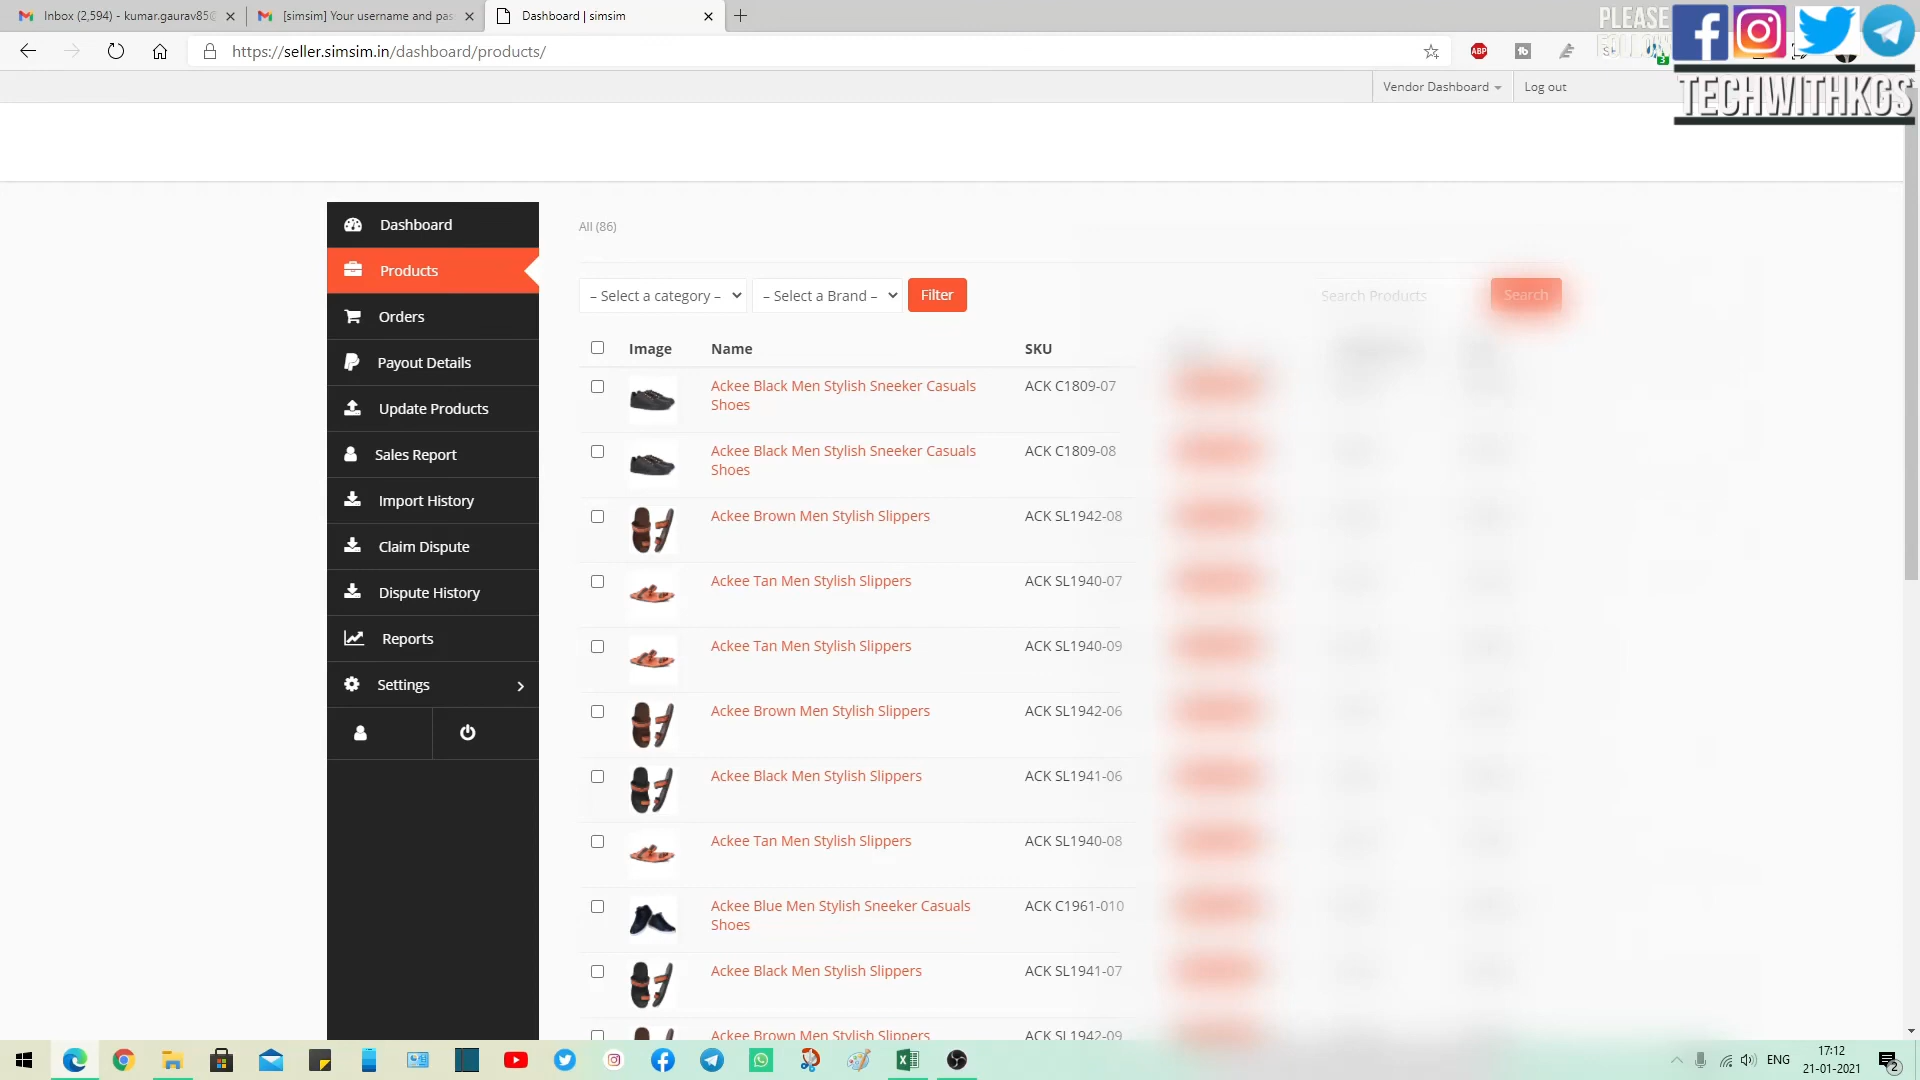 Inbox (2,594) - kumar.gaurav85@
[simsim] Your username and pas
Dashboard | simsim
PLEASE
FOLLOW
https://seller.simsim.in/dashboard/products/
ABP
TECHWITHKGS
Vendor Dashboard
Log out
Dashboard
Products
Orders
Payout Details
Update Products
Sales Report
Import History
Claim Dispute
Dispute History
Reports
Settings
All (86)
– Select a category –
– Select a Brand –
Filter
Search Products
Search
Image Name SKU
Ackee Black Men Stylish Sneeker Casuals
Shoes
ACK C1809-07
Ackee Black Men Stylish Sneeker Casuals
Shoes
ACK C1809-08
Ackee Brown Men Stylish Slippers
ACK SL1942-08
Ackee Tan Men Stylish Slippers
ACK SL1940-07
Ackee Tan Men Stylish Slippers
ACK SL1940-09
Ackee Brown Men Stylish Slippers
ACK SL1942-06
Ackee Black Men Stylish Slippers
ACK SL1941-06
Ackee Tan Men Stylish Slippers
ACK SL1940-08
Ackee Blue Men Stylish Sneeker Casuals
Shoes
ACK C1961-010
Ackee Black Men Stylish Slippers
ACK SL1941-07
Ackee Brown Men Stylish Slippers
ACK SL1942-09
ENG
17:12
21-01-2021
2